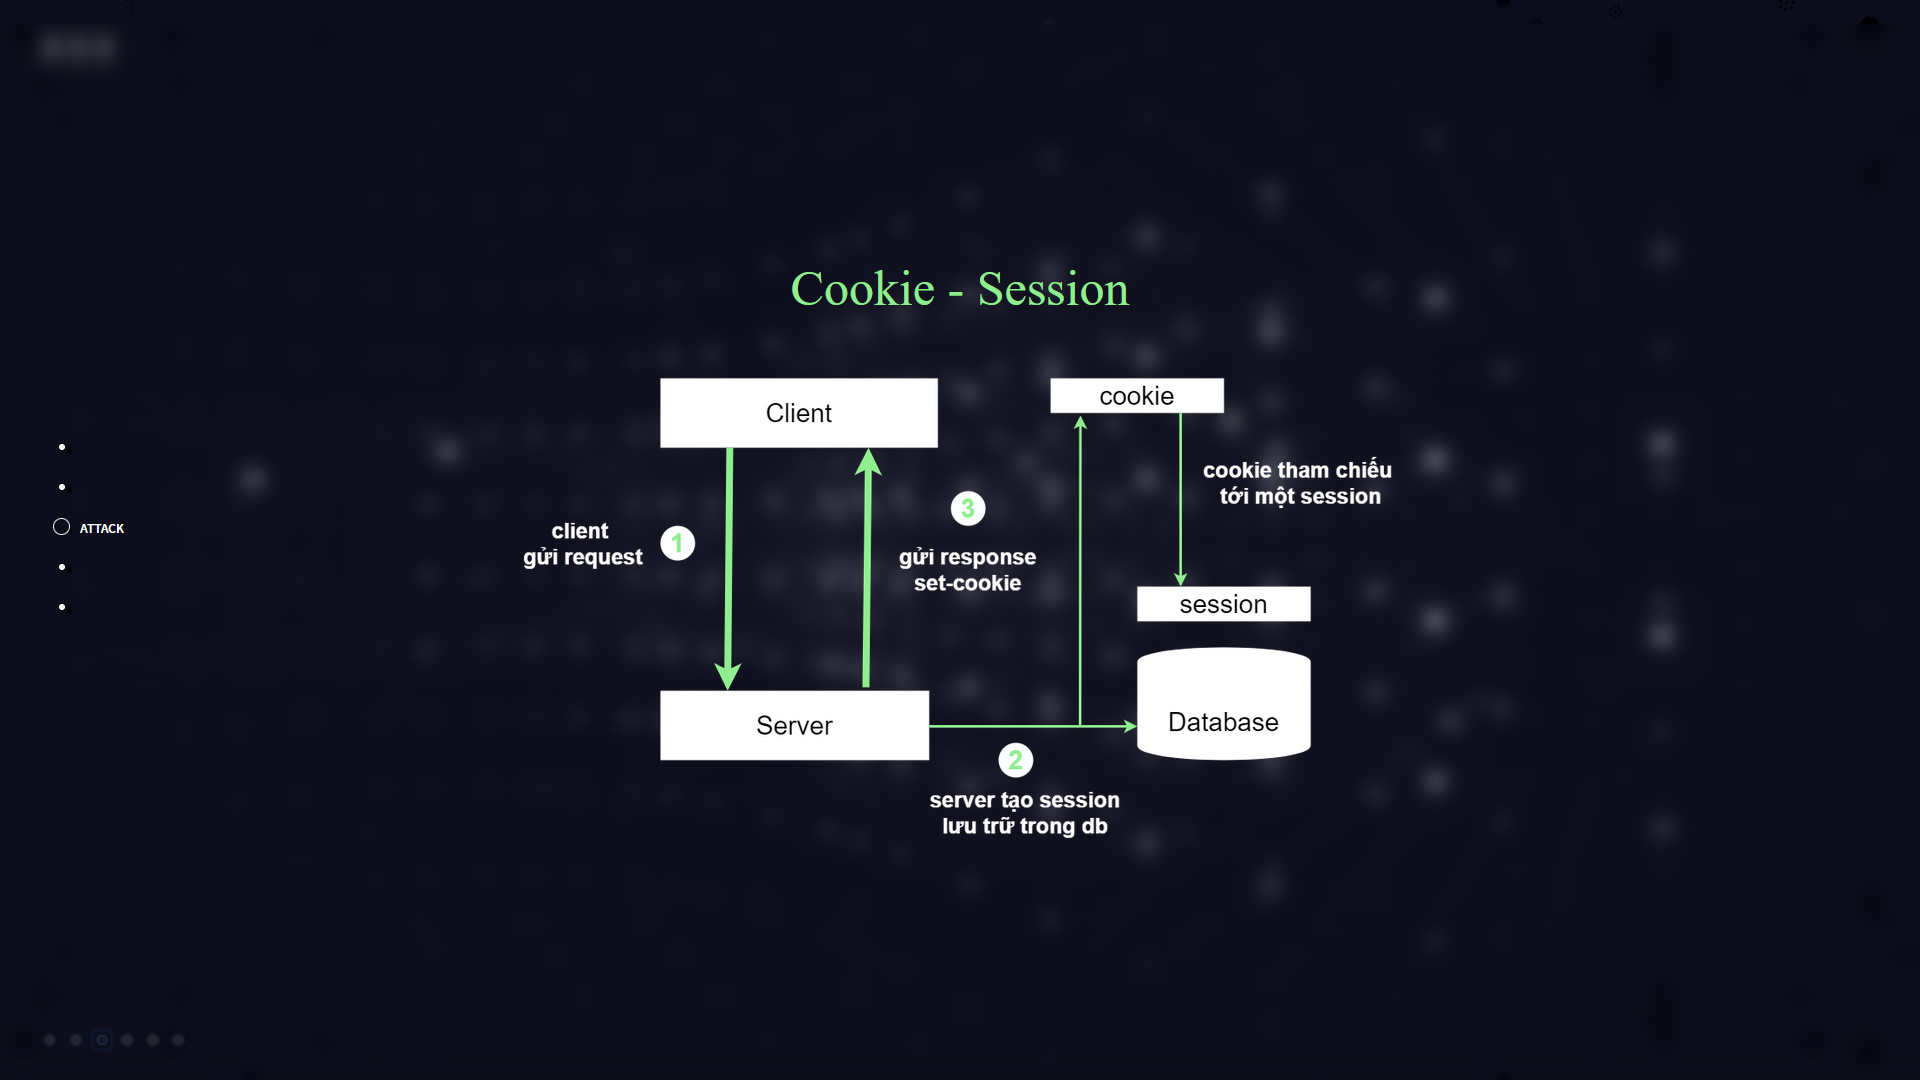 Cookie - Session
Client
cookie
cookie tham chiếu
tới một session
client
gửi request
1
3
gửi response
set-cookie
ATTACK
session
Server
Database
2
server tạo session
lưu trữ trong db